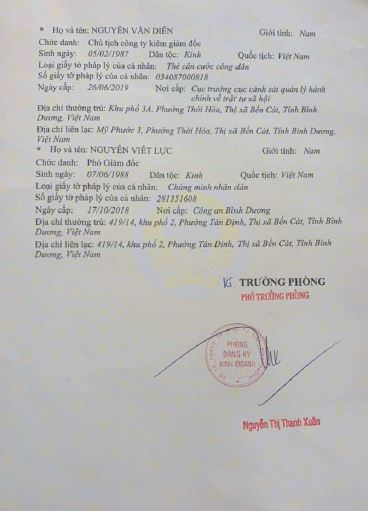 * Họ và tên: NGUYỄN VĂN DIỄN Giới tính: Nam
Chức danh: Chủ tịch công ty kiêm giám đốc
Sinh ngày: 05/02/1987 Dân tộc: Kinh Quốc tịch: Việt Nam
Loại giấy tờ pháp lý của cá nhân: Thẻ căn cước công dân
Số giấy tờ pháp lý của cá nhân: 034087000818
Ngày cấp: 26/06/2019 Nơi cấp: Cục trưởng cục cảnh sát quản lý hành
chính về trật tự xã hội
Địa chỉ thường trú: Khu phố 3A, Phường Thới Hòa, Thị xã Bến Cát, Tỉnh Bình
Dương, Việt Nam
Địa chỉ liên lạc: Mỹ Phước 3, Phường Thới Hòa, Thị xã Bến Cát, Tỉnh Bình Dương,
Việt Nam
* Họ và tên: NGUYỄN VIẾT LỰC Giới tính: Nam
Chức danh: Phó Giám đốc
Sinh ngày: 07/06/1988 Dân tộc: Kinh Quốc tịch: Việt Nam
Loại giấy tờ pháp lý của cá nhân: Chứng minh nhân dân
Số giấy tờ pháp lý của cá nhân: 281351608
Ngày cấp: 17/10/2018 Nơi cấp: Công an Bình Dương
Địa chỉ thường trú: 419/14, khu phố 2, Phường Tân Định, Thị xã Bến Cát, Tỉnh Bình
Dương, Việt Nam
Địa chỉ liên lạc: 419/14, khu phố 2, Phường Tân Định, Thị xã Bến Cát, Tỉnh Bình
Dương, Việt Nam
TRƯỞNG PHÒNG
PHÓ TRƯỞNG PHÒNG
PHÒNG
ĐĂNG KÝ
KINH DOANH
Nguyễn Thị Thanh Xuân